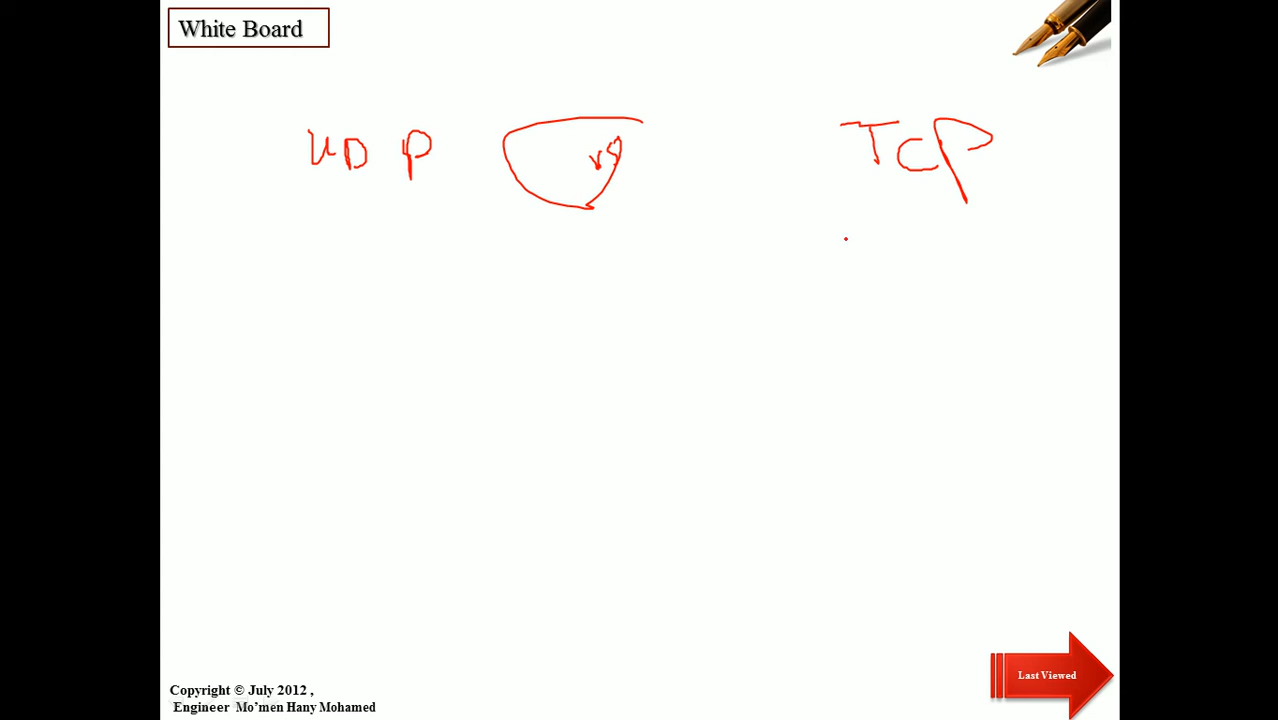 White Board
UDP vs TCP
Last Viewed
Copyright © July 2012 ,
Engineer Mo’men Hany Mohamed